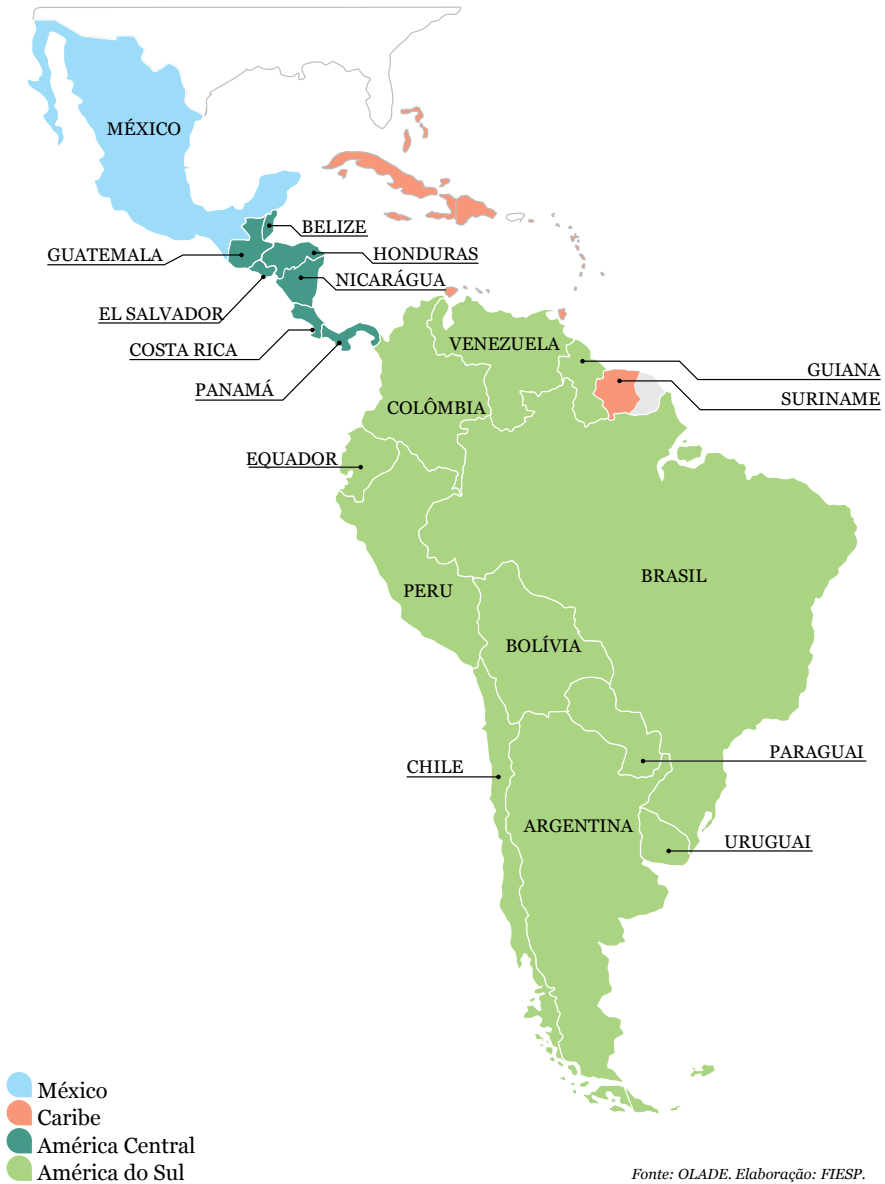 MÉXICO
BELIZE
GUATEMALA
HONDURAS
NICARÁGUA
EL SALVADOR
COSTA RICA
VENEZUELA
GUIANA
PANAMÁ
SURINAME
COLÔMBIA
EQUADOR
BRASIL
PERU
BOLÍVIA
PARAGUAI
CHILE
ARGENTINA
URUGUAI
México
Caribe
América Central
América do Sul
Fonte: OLADE. Elaboração: FIESP.